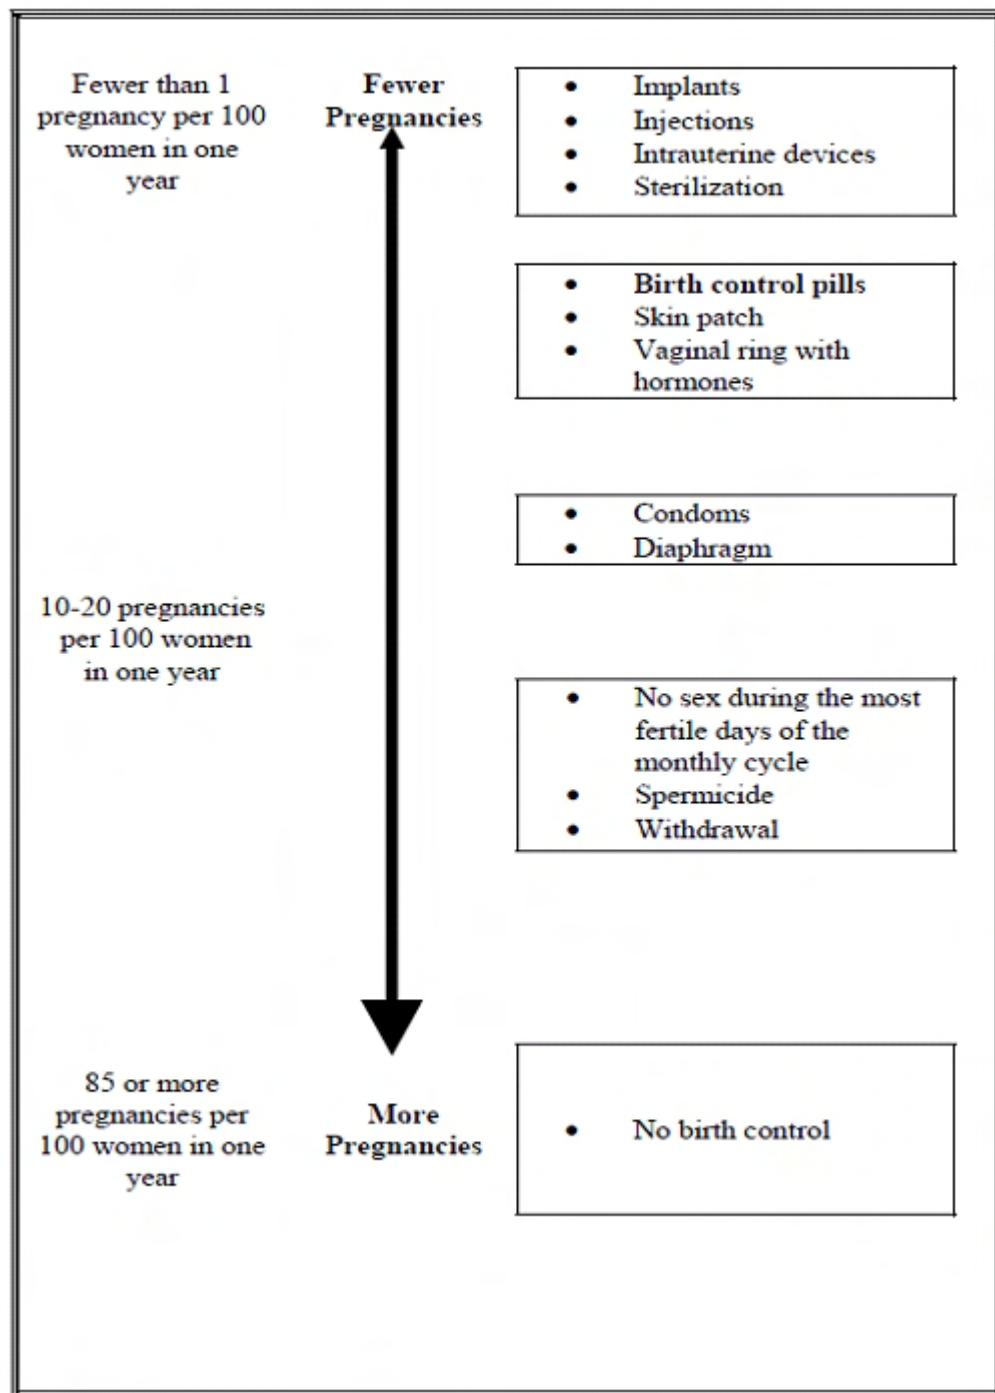 Fewer than 1
pregnancy per 100
women in one
year
Fewer
Pregnancies
• Implants
• Injections
• Intrauterine devices
• Sterilization
• Birth control pills
• Skin patch
• Vaginal ring with
hormones
• Condoms
• Diaphragm
10-20 pregnancies
per 100 women
in one year
• No sex during the most
fertile days of the
monthly cycle
• Spermicide
• Withdrawal
85 or more
pregnancies per
100 women in one
year
More
Pregnancies
• No birth control